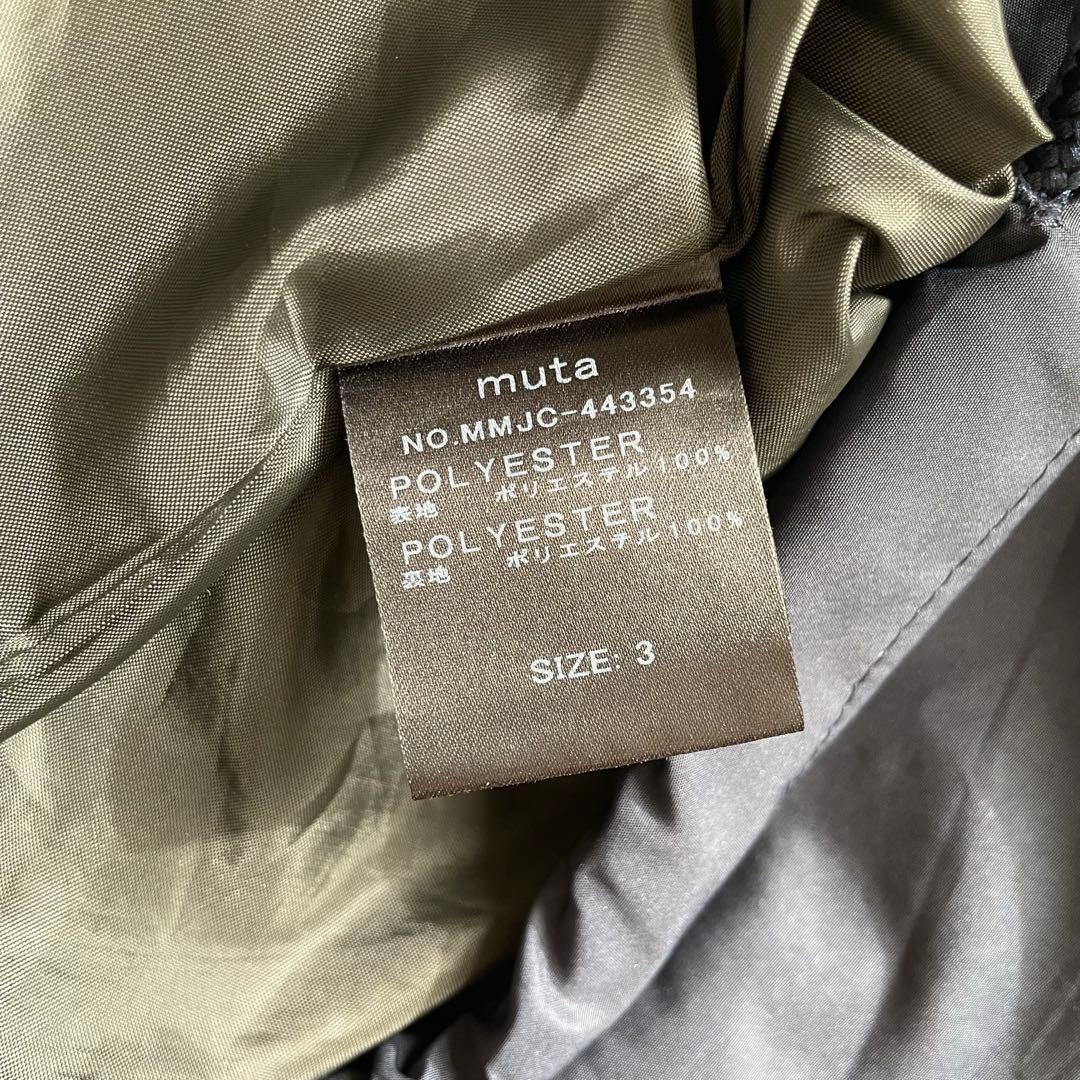 muta
NO.MMJC-443354
POLYESTER
表地 ポリエステル100%
POLYESTER
裏地 ポリエステル100%
SIZE: 3